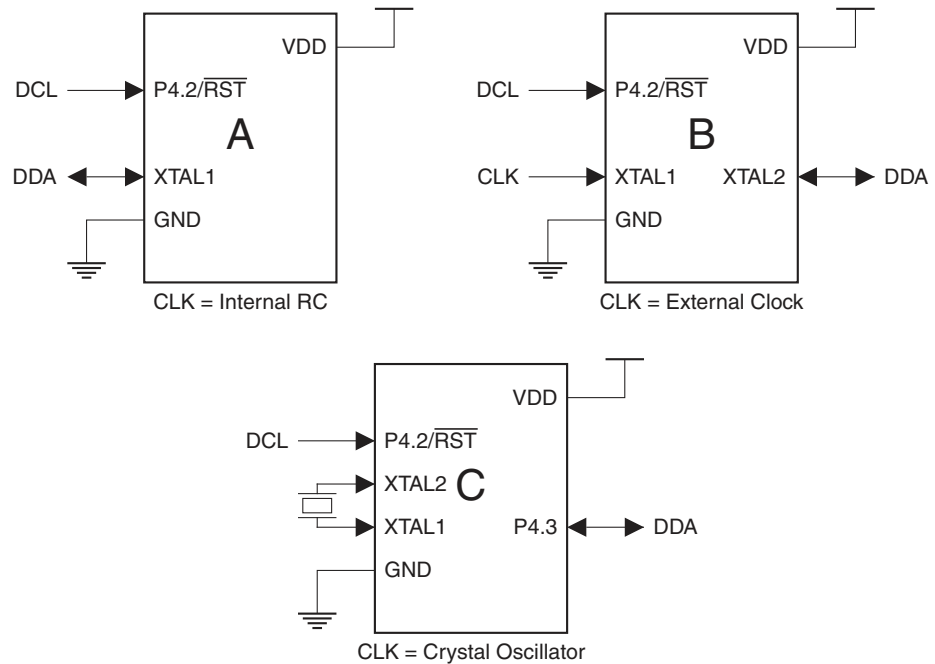 VDD
DCL
P4.2/RST
A
DDA
XTAL1
GND
CLK = Internal RC
VDD
DCL
P4.2/RST
B
CLK
XTAL1
XTAL2
DDA
GND
CLK = External Clock
VDD
DCL
P4.2/RST
XTAL2
C
XTAL1
P4.3
DDA
GND
CLK = Crystal Oscillator